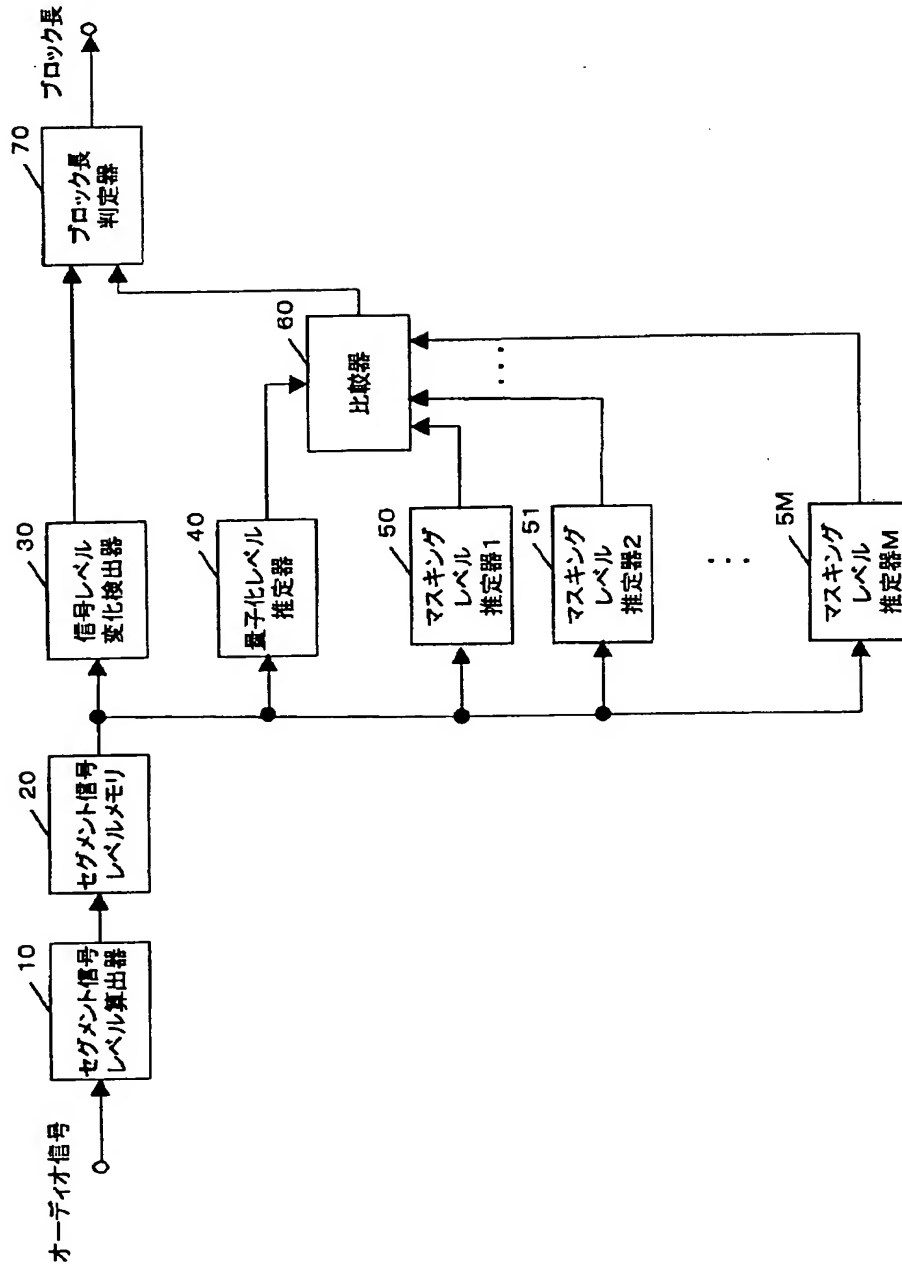 オーディオ信号
10
セグメント信号
レベル算出器
20
セグメント信号
レベルメモリ
30
信号レベル
変化検出器
40
量子化レベル
推定器
50
マスキング
レベル
推定器1
51
マスキング
レベル
推定器2
5M
マスキング
レベル
推定器M
60
比較器
70
ブロック長
判定器
ブロック長